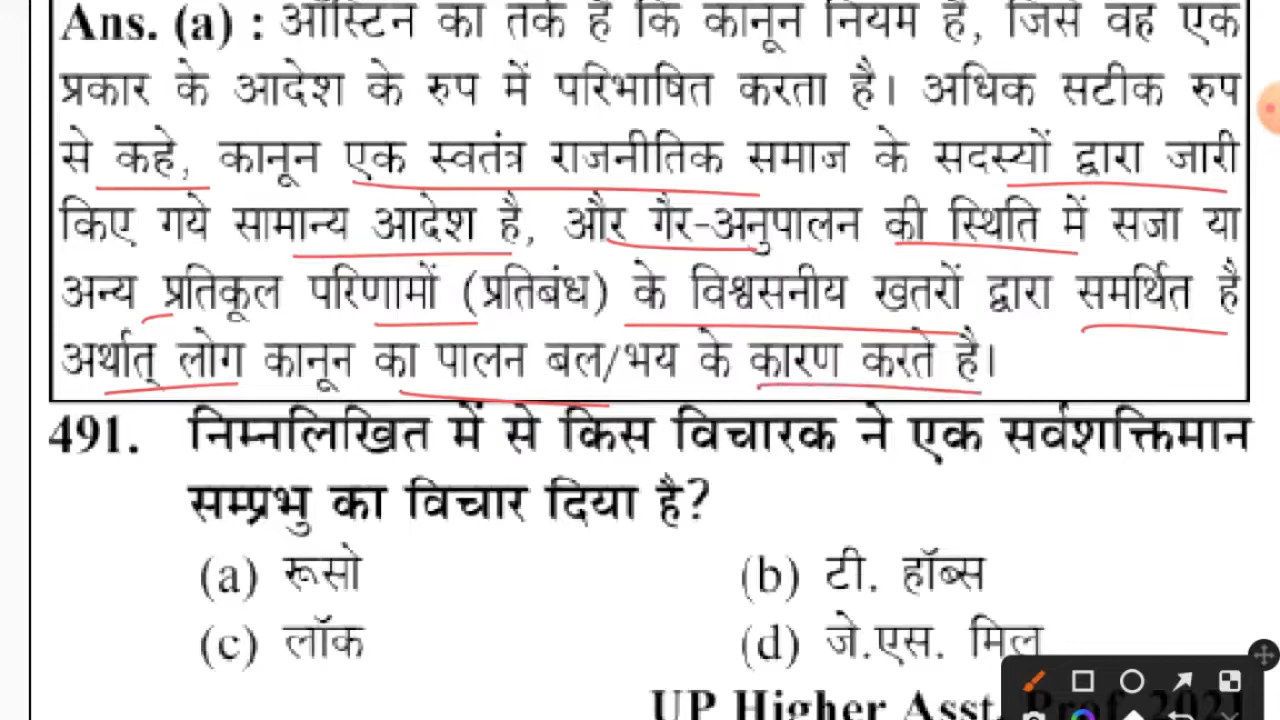 Ans. (a) : ऑस्टिन का तर्क है कि कानून नियम है, जिसे वह एक
प्रकार के आदेश के रुप में परिभाषित करता है। अधिक सटीक रुप
से कहे, कानून एक स्वतंत्र राजनीतिक समाज के सदस्यों द्वारा जारी
किए गये सामान्य आदेश है, और गैर-अनुपालन की स्थिति में सजा या
अन्य प्रतिकूल परिणामों (प्रतिबंध) के विश्वसनीय खतरों द्वारा समर्थित है
अर्थात् लोग कानून का पालन बल/भय के कारण करते है।
491. निम्नलिखित में से किस विचारक ने एक सर्वशक्तिमान
सम्प्रभु का विचार दिया है?
(a) रूसो (b) टी. हॉब्स
(c) लॉक (d) जे.एस. मिल
UP Higher Asst. Prof. 2021